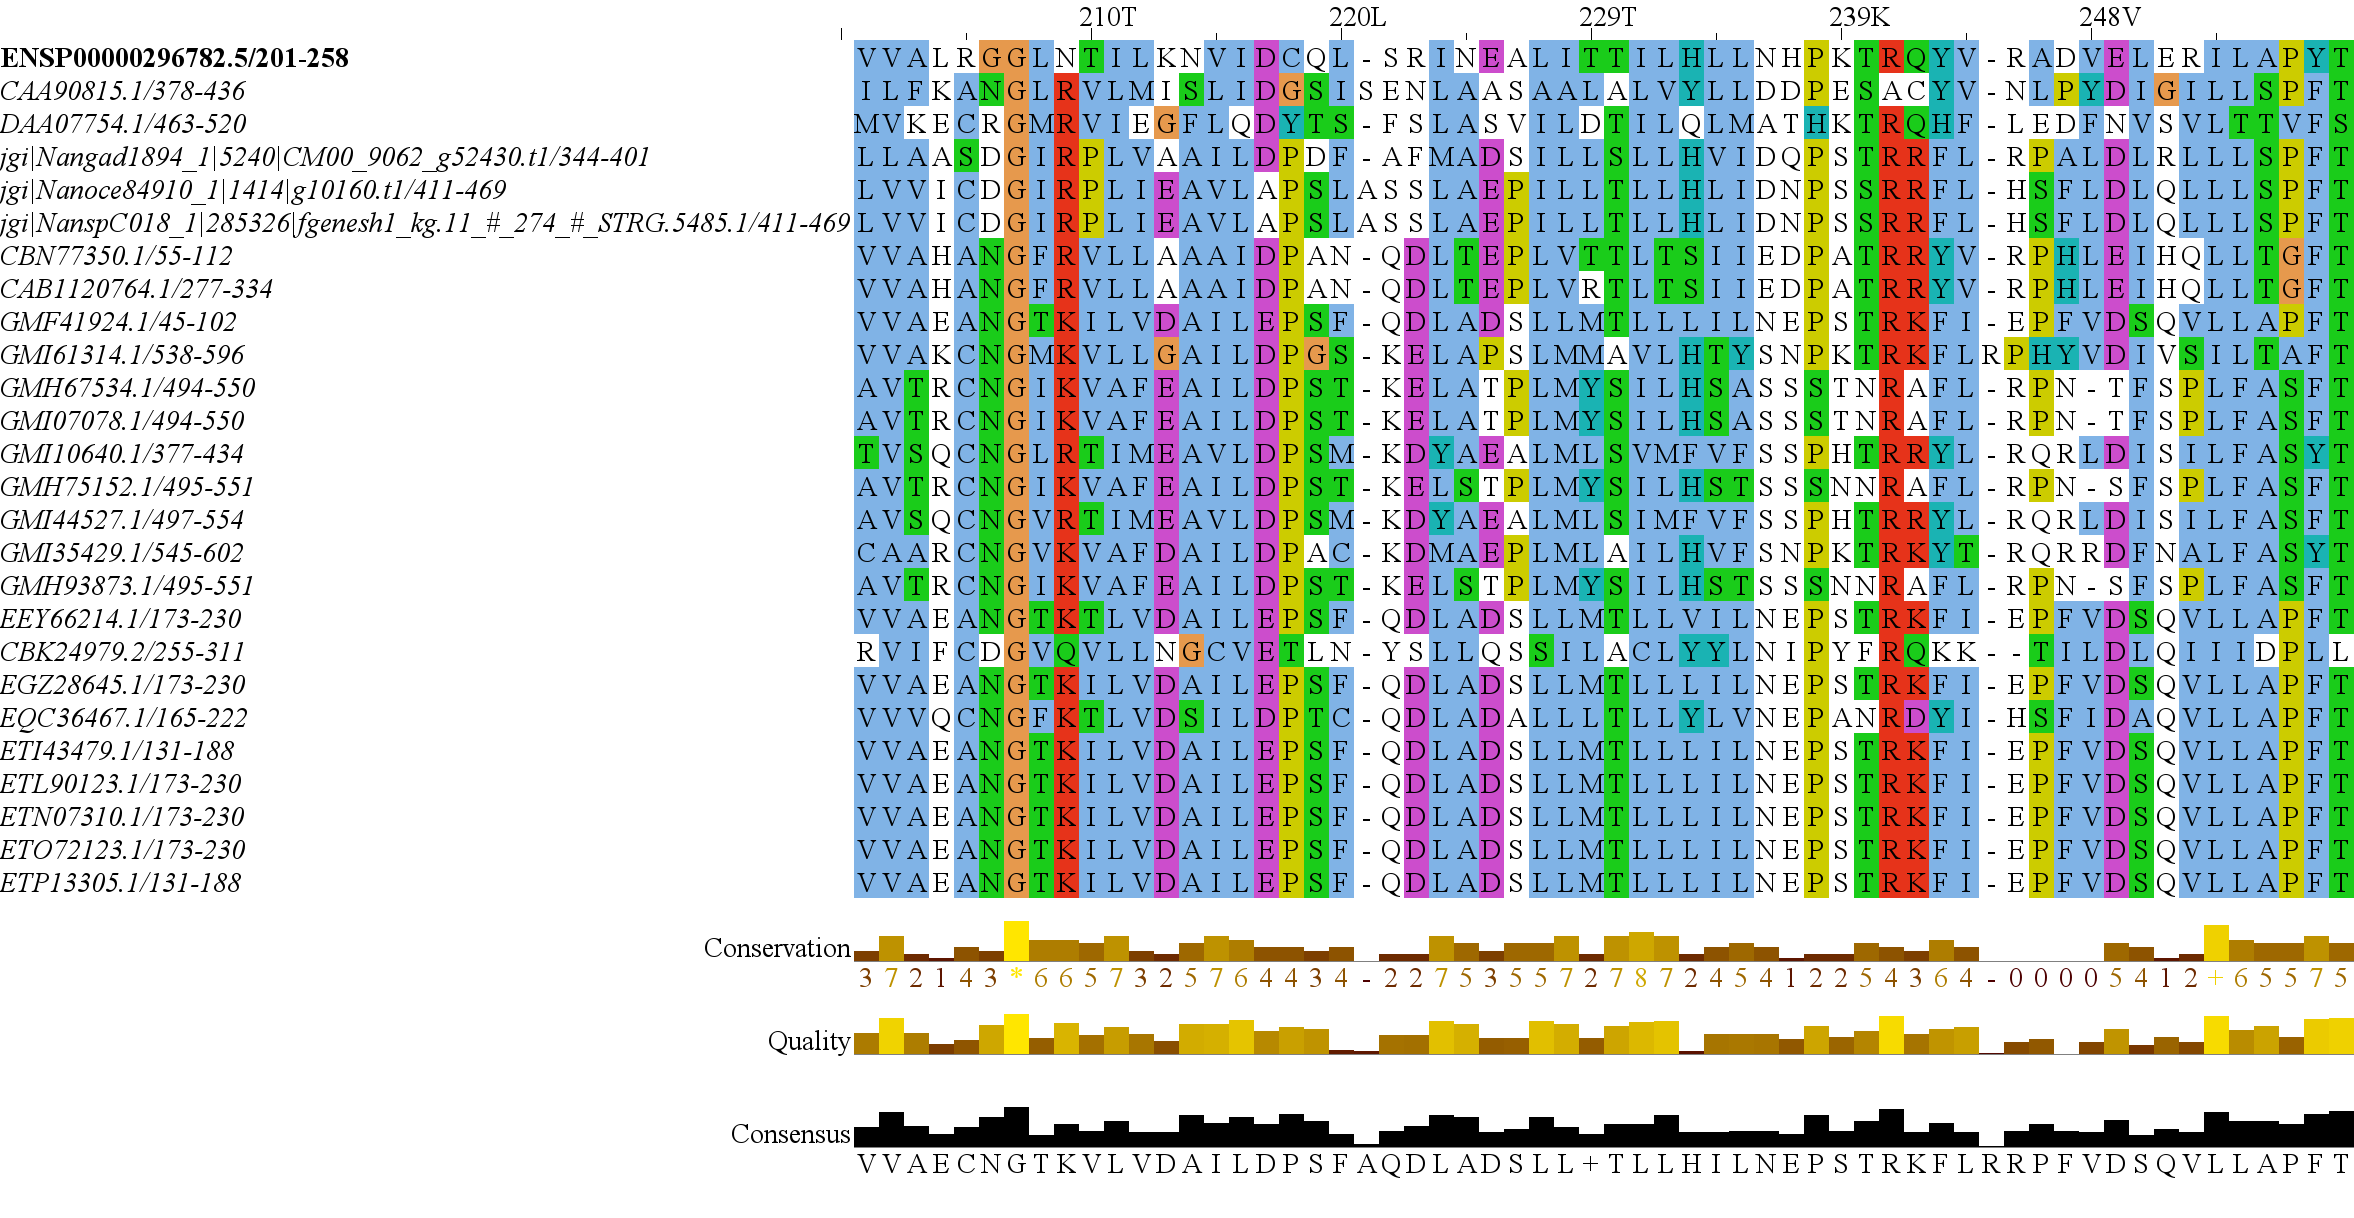 210T 220L 229T 239K 248V
ENSP00000296782.5/201-258 VVALRGGLNTILKNVIDCQL-SRINEALITTILHLLNHPKTRQYV-RADVELERILAPYT
CAA90815.1/378-436 ILFKANGLRVLMISLIDGSISENLAASAALALVYLLDDPESACYV-NLPYDIGILLSPFT
DAA07754.1/463-520 MVKECRGMRVIEGFLQDYTS-FSLASVILDTILQLMATHKTRQHF-LEDFNVSVLTTVFS
jgi|Nangad1894_1|5240|CM00_9062_g52430.t1/344-401 LLAASDGIRPLVAAILDPDF-AFMADSILLSLLHVIDQPSTRRFL-RPALDLRLLLSPFT
jgi|Nanoce84910_1|1414|g10160.t1/411-469 LVVICDGIRPLIEAVLAPSLASSLAEPILLTLLHLIDNPSSRRFL-HSFLDLQLLLSPFT
jgi|NanspC018_1|285326|fgenesh1_kg.11_#_274_#_STRG.5485.1/411-469 LVVICDGIRPLIEAVLAPSLASSLAEPILLTLLHLIDNPSSRRFL-HSFLDLQLLLSPFT
CBN77350.1/55-112 VVAHANGFRVLLAAAIDPAN-QDLTEPLVTTLTSIIEDPATRRYV-RPHLEIHQLLTGFT
CAB1120764.1/277-334 VVAHANGFRVLLAAAIDPAN-QDLTEPLVRTLTSIIEDPATRRYV-RPHLEIHQLLTGFT
GMF41924.1/45-102 VVAEANGTKILVDAILEPSF-QDLADSLLMTLLLILNEPSTRKFI-EPFVDSQVLLAPFT
GMI61314.1/538-596 VVAKCNGMKVLLGAILDPGS-KELAPSLMMAVLHTYSNPKTRKFLRPHYVDIVSILTAFT
GMH67534.1/494-550 AVTRCNGIKVAFEAILDPST-KELATPLMYSILHSASSSTNRAFL-RPN-TFSPLFASFT
GMI07078.1/494-550 AVTRCNGIKVAFEAILDPST-KELATPLMYSILHSASSSTNRAFL-RPN-TFSPLFASFT
GMI10640.1/377-434 TVSQCNGLRTIMEAVLDPSM-KDYAEALMLSVMFVFSSPHTRRYL-RQRLDISILFASYT
GMH75152.1/495-551 AVTRCNGIKVAFEAILDPST-KELSTPLMYSILHSTSSSNNRAFL-RPN-SFSPLFASFT
GMI44527.1/497-554 AVSQCNGVRTIMEAVLDPSM-KDYAEALMLSIMFVFSSPHTRRYL-RQRLDISILFASFT
GMI35429.1/545-602 CAARCNGVKVAFDAILDPAC-KDMAEPLMLAILHVFSNPKTRKYT-RQRRDFNALFASYT
GMH93873.1/495-551 AVTRCNGIKVAFEAILDPST-KELSTPLMYSILHSTSSSNNRAFL-RPN-SFSPLFASFT
EEY66214.1/173-230 VVAEANGTKTLVDAILEPSF-QDLADSLLMTLLVILNEPSTRKFI-EPFVDSQVLLAPFT
CBK24979.2/255-311 RVIFCDGVQVLLNGCVETLN-YSLLQSSILACLYYLNIPYFRQKK--TILDLQIIIDPLL
EGZ28645.1/173-230 VVAEANGTKILVDAILEPSF-QDLADSLLMTLLLILNEPSTRKFI-EPFVDSQVLLAPFT
EQC36467.1/165-222 VVVQCNGFKTLVDSILDPTC-QDLADALLLTLLYLVNEPANRDYI-HSFIDAQVLLAPFT
ETI43479.1/131-188 VVAEANGTKILVDAILEPSF-QDLADSLLMTLLLILNEPSTRKFI-EPFVDSQVLLAPFT
ETL90123.1/173-230 VVAEANGTKILVDAILEPSF-QDLADSLLMTLLLILNEPSTRKFI-EPFVDSQVLLAPFT
ETN07310.1/173-230 VVAEANGTKILVDAILEPSF-QDLADSLLMTLLLILNEPSTRKFI-EPFVDSQVLLAPFT
ETO72123.1/173-230 VVAEANGTKILVDAILEPSF-QDLADSLLMTLLLILNEPSTRKFI-EPFVDSQVLLAPFT
ETP13305.1/131-188 VVAEANGTKILVDAILEPSF-QDLADSLLMTLLLILNEPSTRKFI-EPFVDSQVLLAPFT
Conservation
372143*6657325764434-227535572787245412254364-00005412+65575
Quality
Consensus
VVAECNGTKVLVDAILDPSFAQDLADSLL+TLLHILNEPSTRKFLRRPFVDSQVLLAPFT